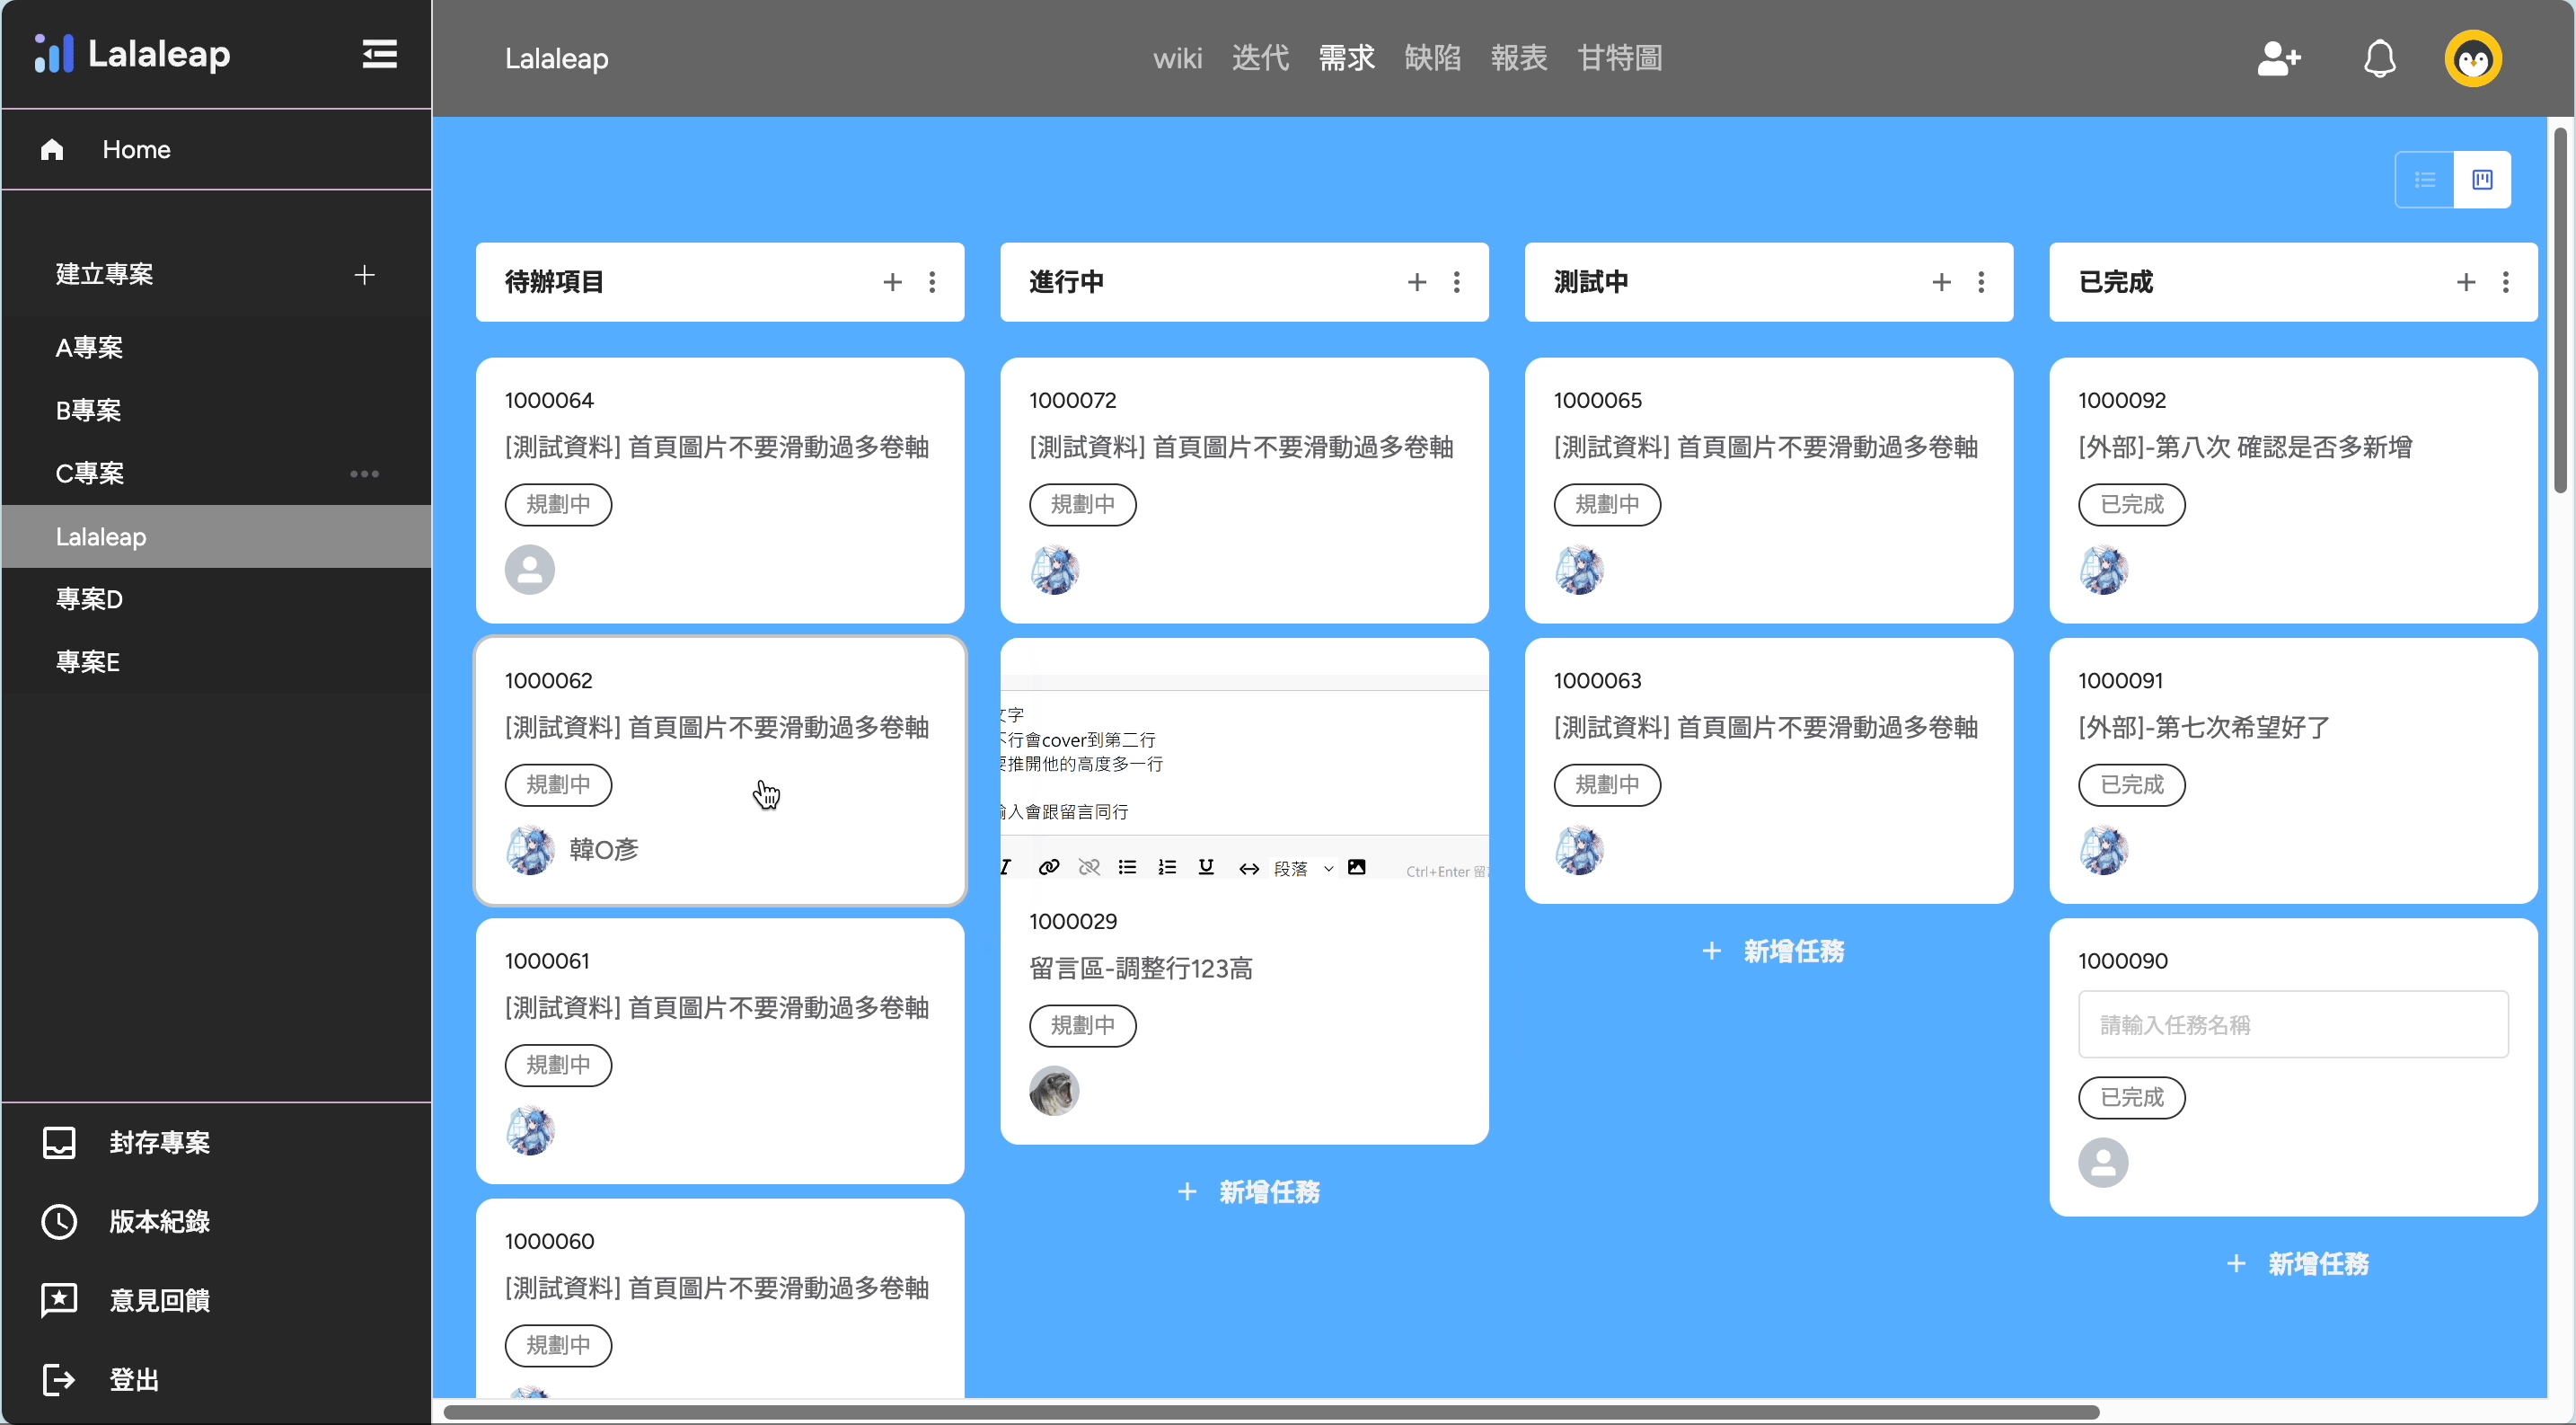 Lalaleap
Home
建立專案
A專案
B專案
C專案
Lalaleap
專案D
專案E
封存專案
版本紀錄
意見回饋
登出
Lalaleap
wiki 迭代 需求 缺陷 報表 甘特圖
待辦項目
1000064
[測試資料] 首頁圖片不要滑動過多卷軸
規劃中
1000062
[測試資料] 首頁圖片不要滑動過多卷軸
規劃中
韓O彥
1000061
[測試資料] 首頁圖片不要滑動過多卷軸
規劃中
1000060
[測試資料] 首頁圖片不要滑動過多卷軸
規劃中
進行中
1000072
[測試資料] 首頁圖片不要滑動過多卷軸
規劃中
字
行會cover到第二行
推開他的高度多一行
入會跟留言同行
段落
Ctrl+Enter
1000029
留言區-調整行123高
規劃中
新增任務
測試中
1000065
[測試資料] 首頁圖片不要滑動過多卷軸
規劃中
1000063
[測試資料] 首頁圖片不要滑動過多卷軸
規劃中
新增任務
已完成
1000092
[外部]-第八次 確認是否多新增
已完成
1000091
[外部]-第七次希望好了
已完成
1000090
請輸入任務名稱
已完成
新增任務